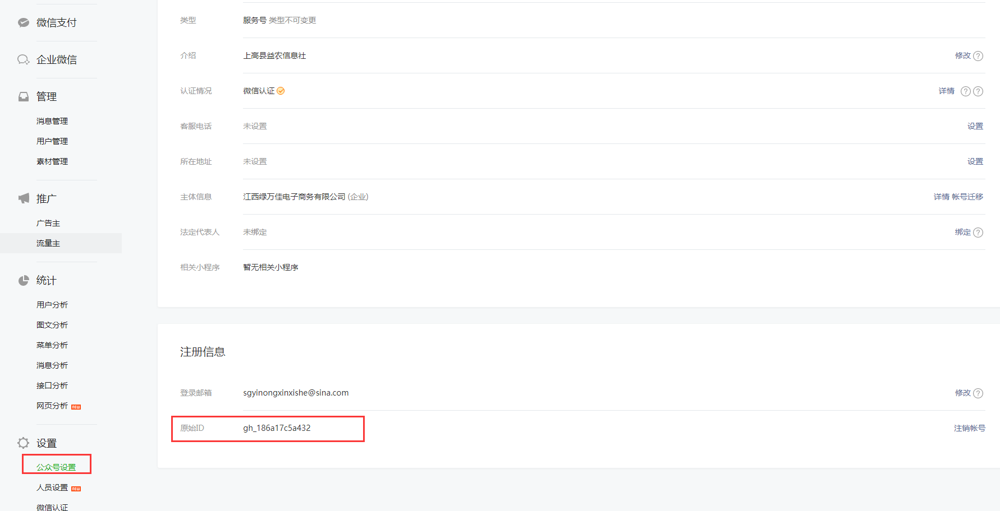 微信支付
企业微信
管理
消息管理
用户管理
素材管理
推广
广告主
流量主
统计
用户分析
图文分析
菜单分析
消息分析
接口分析
网页分析 NEW
设置
公众号设置
人员设置 NEW
微信认证
类型 服务号 类型不可变更
介绍 上高县益农信息社 修改 ?
认证情况 微信认证 详情 ? ?
客服电话 未设置 设置
所在地址 未设置 设置
主体信息 江西绿万佳电子商务有限公司 (企业) 详情 帐号迁移
法定代表人 未绑定 绑定 ?
相关小程序 暂无相关小程序
注册信息
登录邮箱 sgyinongxinxishe@sina.com 修改 ?
原始ID gh_186a17c5a432 注销帐号